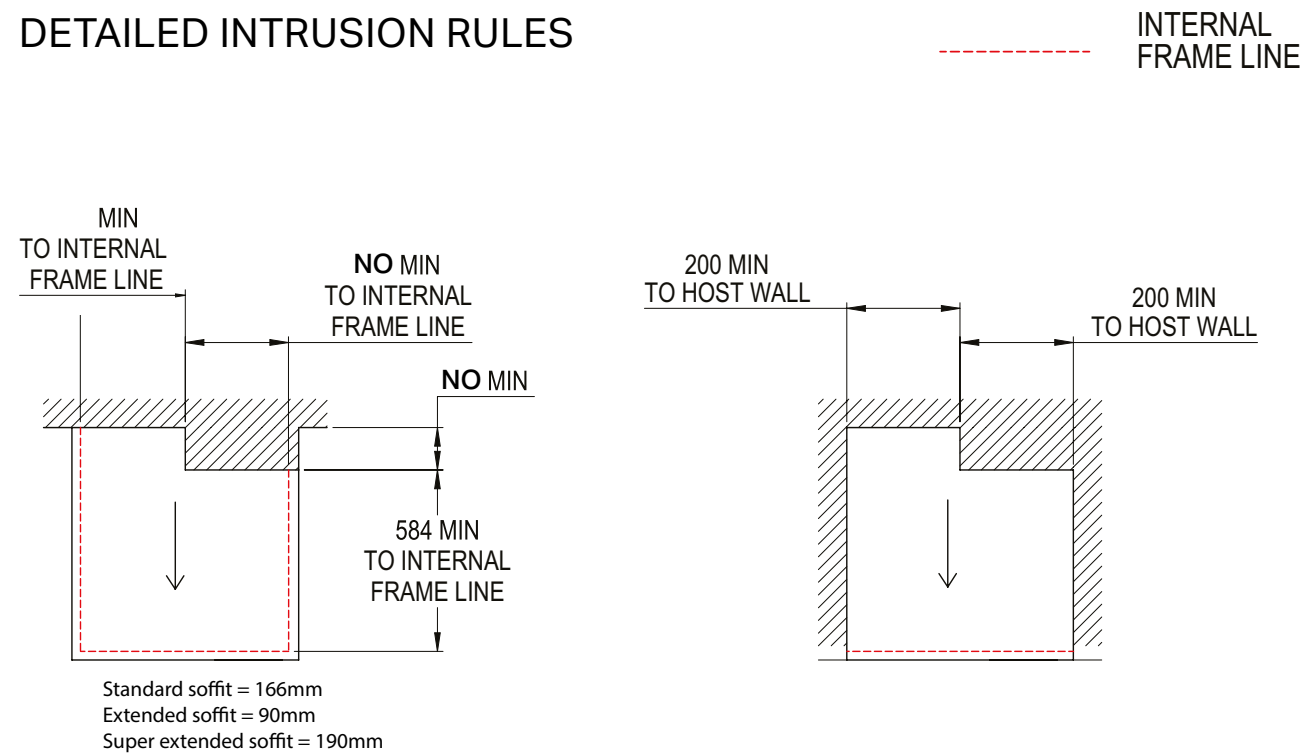 DETAILED INTRUSION RULES
INTERNAL
FRAME LINE
MIN
TO INTERNAL
FRAME LINE
NO MIN
TO INTERNAL
FRAME LINE
NO MIN
584 MIN
TO INTERNAL
FRAME LINE
Standard soffit = 166mm
Extended soffit = 90mm
Super extended soffit = 190mm
200 MIN
TO HOST WALL
200 MIN
TO HOST WALL